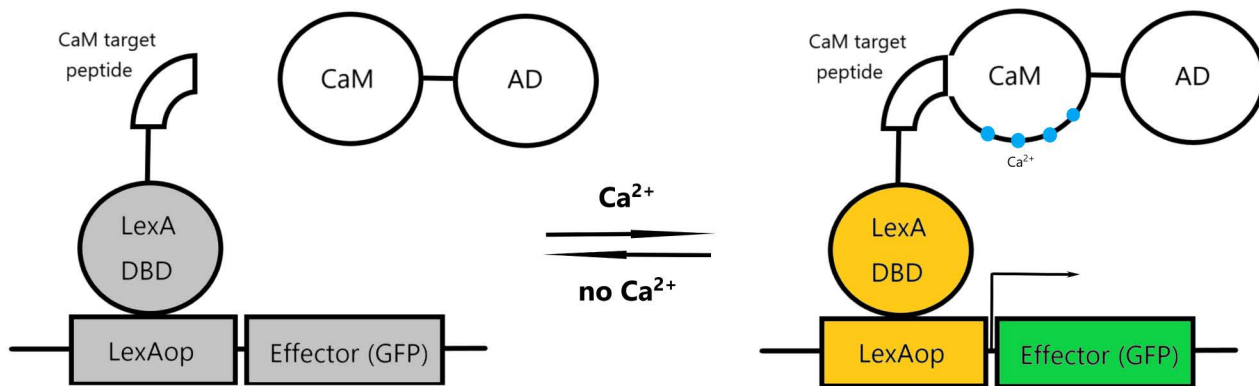 CaM target
peptide
CaM
AD
LexA
DBD
LexAop
Effector (GFP)
Ca²⁺
no Ca²⁺
CaM target
peptide
CaM
AD
Ca²⁺
LexA
DBD
LexAop
Effector (GFP)